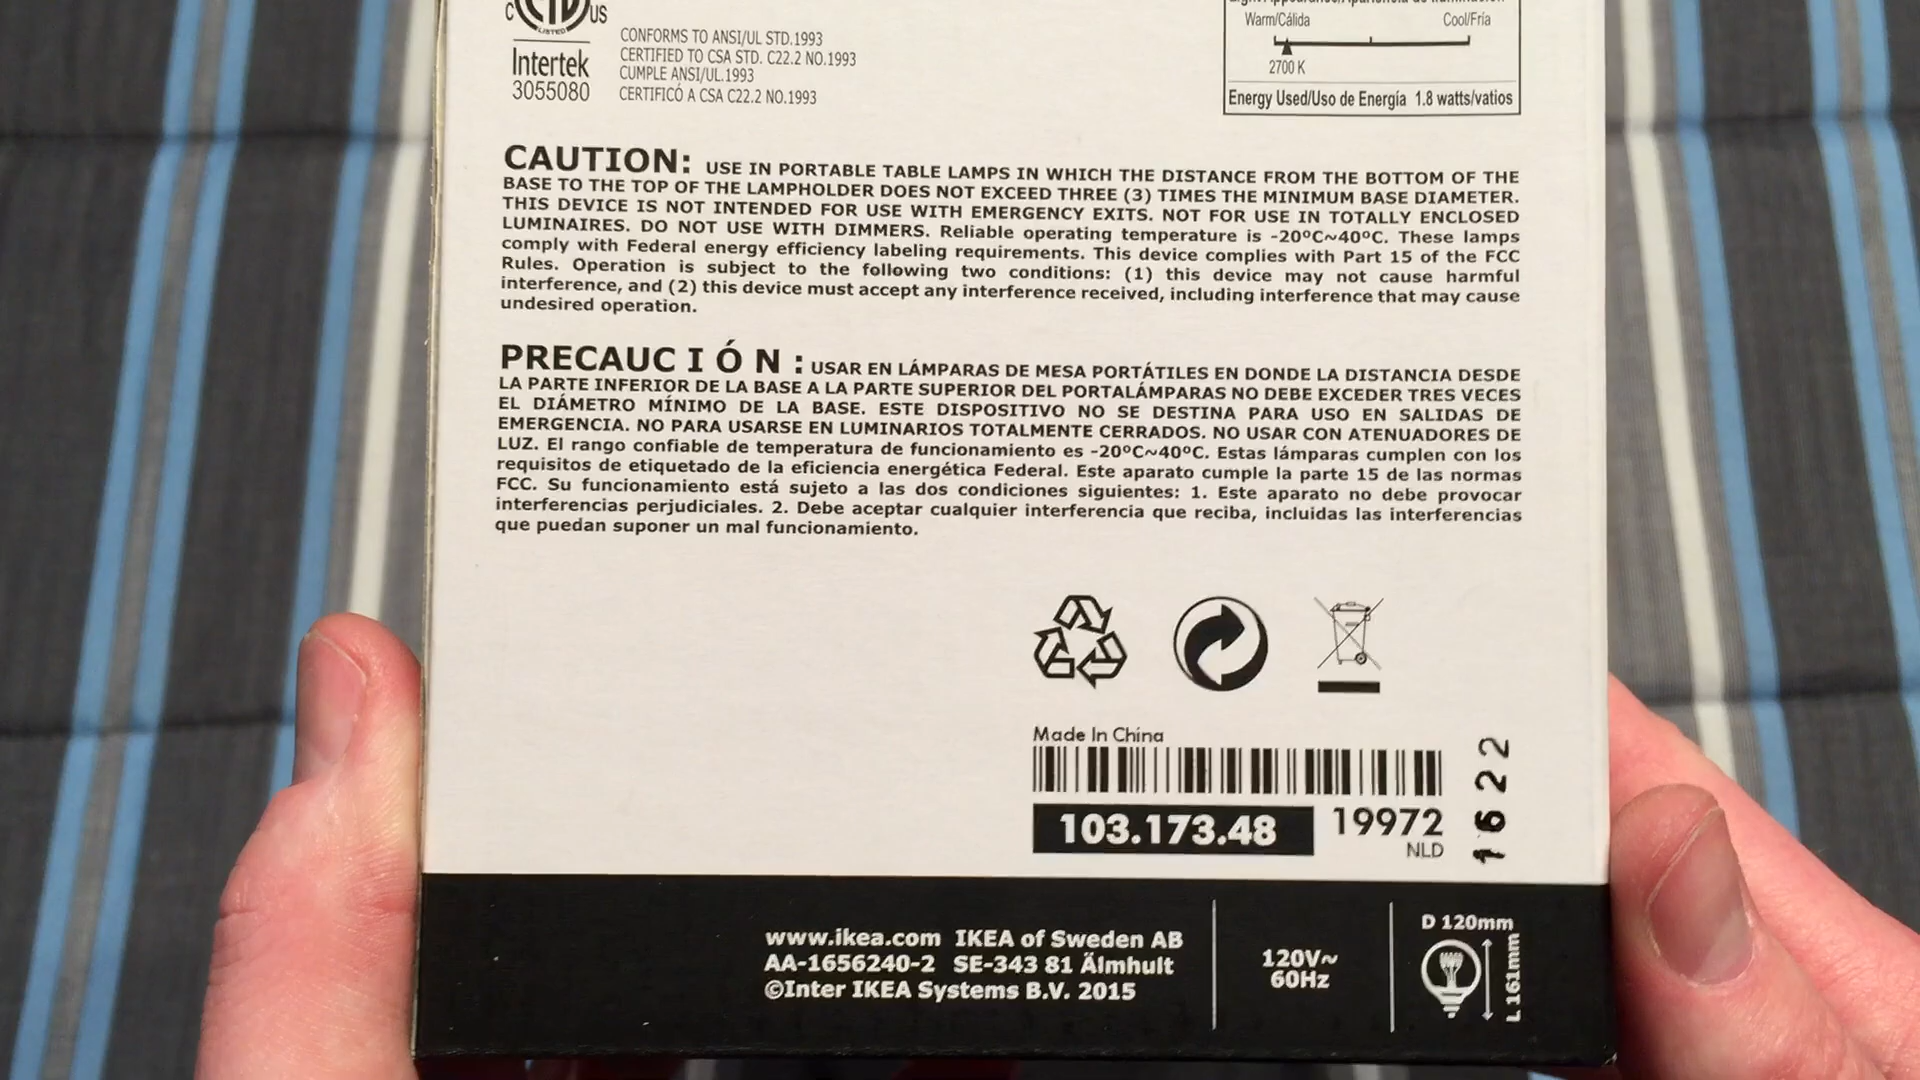 C US
LISTED
Intertek
3055080
CONFORMS TO ANSI/UL STD.1993
CERTIFIED TO CSA STD. C22.2 NO.1993
CUMPLE ANSI/UL.1993
CERTIFICÓ A CSA C22.2 NO.1993
Warm/Cálida Cool/Fría
2700 K
Energy Used/Uso de Energía 1.8 watts/vatios
CAUTION: USE IN PORTABLE TABLE LAMPS IN WHICH THE DISTANCE FROM THE BOTTOM OF THE
BASE TO THE TOP OF THE LAMPHOLDER DOES NOT EXCEED THREE (3) TIMES THE MINIMUM BASE DIAMETER.
THIS DEVICE IS NOT INTENDED FOR USE WITH EMERGENCY EXITS. NOT FOR USE IN TOTALLY ENCLOSED
LUMINAIRES. DO NOT USE WITH DIMMERS. Reliable operating temperature is -20ºC~40ºC. These lamps
comply with Federal energy efficiency labeling requirements. This device complies with Part 15 of the FCC
Rules. Operation is subject to the following two conditions: (1) this device may not cause harmful
interference, and (2) this device must accept any interference received, including interference that may cause
undesired operation.
PRECAUCIÓN: USAR EN LÁMPARAS DE MESA PORTÁTILES EN DONDE LA DISTANCIA DESDE
LA PARTE INFERIOR DE LA BASE A LA PARTE SUPERIOR DEL PORTALÁMPARAS NO DEBE EXCEDER TRES VECES
EL DIÁMETRO MÍNIMO DE LA BASE. ESTE DISPOSITIVO NO SE DESTINA PARA USO EN SALIDAS DE
EMERGENCIA. NO PARA USARSE EN LUMINARIOS TOTALMENTE CERRADOS. NO USAR CON ATENUADORES DE
LUZ. El rango confiable de temperatura de funcionamiento es -20ºC~40ºC. Estas lámparas cumplen con los
requisitos de etiquetado de la eficiencia energética Federal. Este aparato cumple la parte 15 de las normas
FCC. Su funcionamiento está sujeto a las dos condiciones siguientes: 1. Este aparato no debe provocar
interferencias perjudiciales. 2. Debe aceptar cualquier interferencia que reciba, incluidas las interferencias
que puedan suponer un mal funcionamiento.
Made In China
103.173.48
19972
NLD
1622
www.ikea.com IKEA of Sweden AB
AA-1656240-2 SE-343 81 Älmhult
©Inter IKEA Systems B.V. 2015
120V~
60Hz
D 120mm
L 161mm